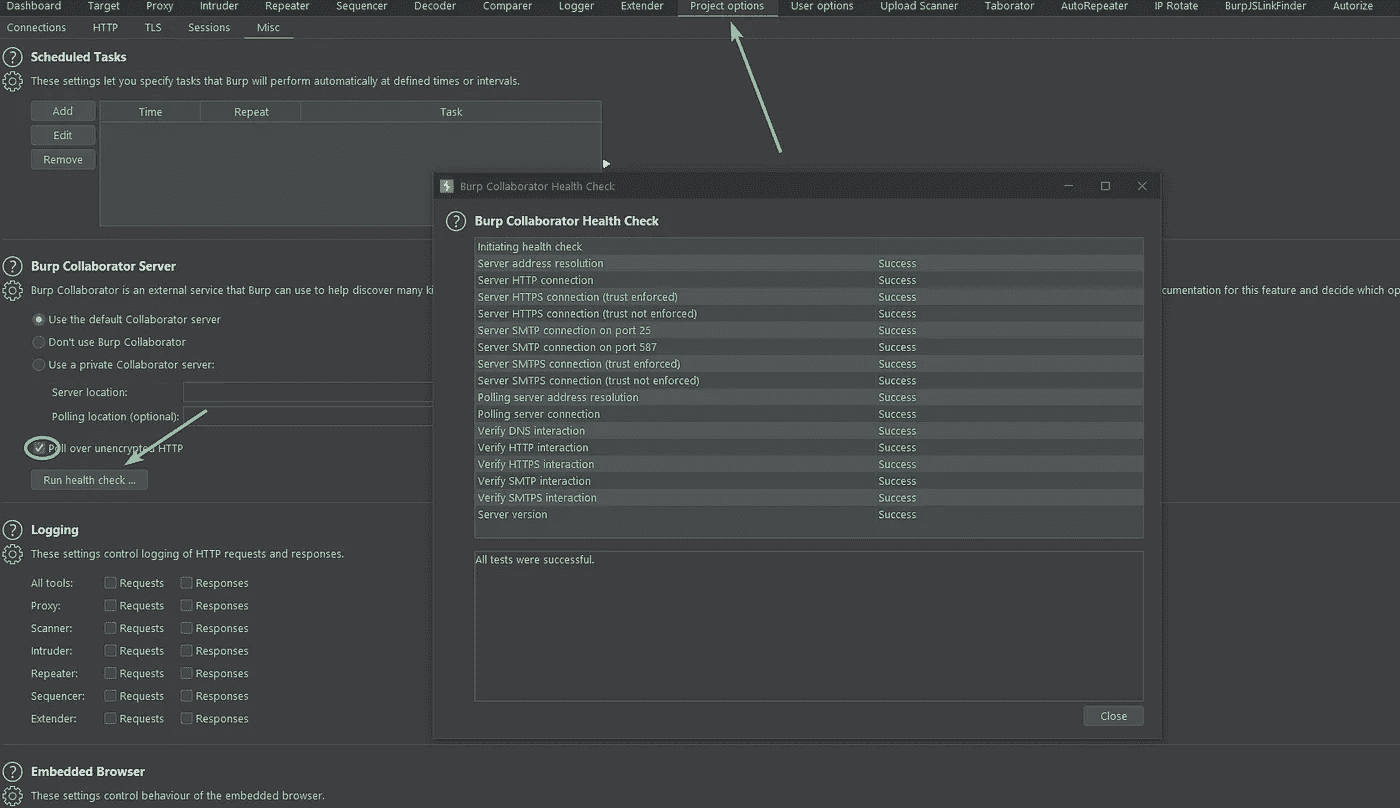 Dashboard Target Proxy Intruder Repeater Sequencer Decoder Comparer Logger Extender Project options User options Upload Scanner Taborator AutoRepeater IP Rotate BurpJSLinkFinder Autorize
Connections HTTP TLS Sessions Misc
Scheduled Tasks
These settings let you specify tasks that Burp will perform automatically at defined times or intervals.
Add
Edit
Remove
Time Repeat Task
Burp Collaborator Server
Burp Collaborator is an external service that Burp can use to help discover many ki
cumentation for this feature and decide which op
Use the default Collaborator server
Don't use Burp Collaborator
Use a private Collaborator server:
Server location:
Polling location (optional):
Poll over unencrypted HTTP
Run health check ...
Logging
These settings control logging of HTTP requests and responses.
All tools: Requests Responses
Proxy: Requests Responses
Scanner: Requests Responses
Intruder: Requests Responses
Repeater: Requests Responses
Sequencer: Requests Responses
Extender: Requests Responses
Embedded Browser
These settings control behaviour of the embedded browser.
Burp Collaborator Health Check
Burp Collaborator Health Check
Initiating health check
Server address resolution Success
Server HTTP connection Success
Server HTTPS connection (trust enforced) Success
Server HTTPS connection (trust not enforced) Success
Server SMTP connection on port 25 Success
Server SMTP connection on port 587 Success
Server SMTPS connection (trust enforced) Success
Server SMTPS connection (trust not enforced) Success
Polling server address resolution Success
Polling server connection Success
Verify DNS interaction Success
Verify HTTP interaction Success
Verify HTTPS interaction Success
Verify SMTP interaction Success
Verify SMTPS interaction Success
Server version Success
All tests were successful.
Close